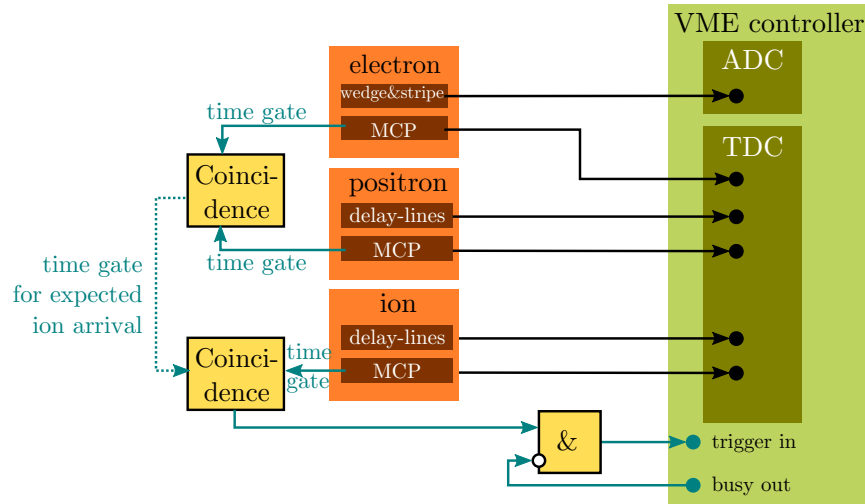 VME controller
electron
ADC
wedge&stripe
time gate
MCP
TDC
Coinci-
dence
positron
delay-lines
time gate
MCP
time gate
for expected
ion arrival
ion
delay-lines
Coinci-
dence
time
gate
MCP
&
trigger in
busy out